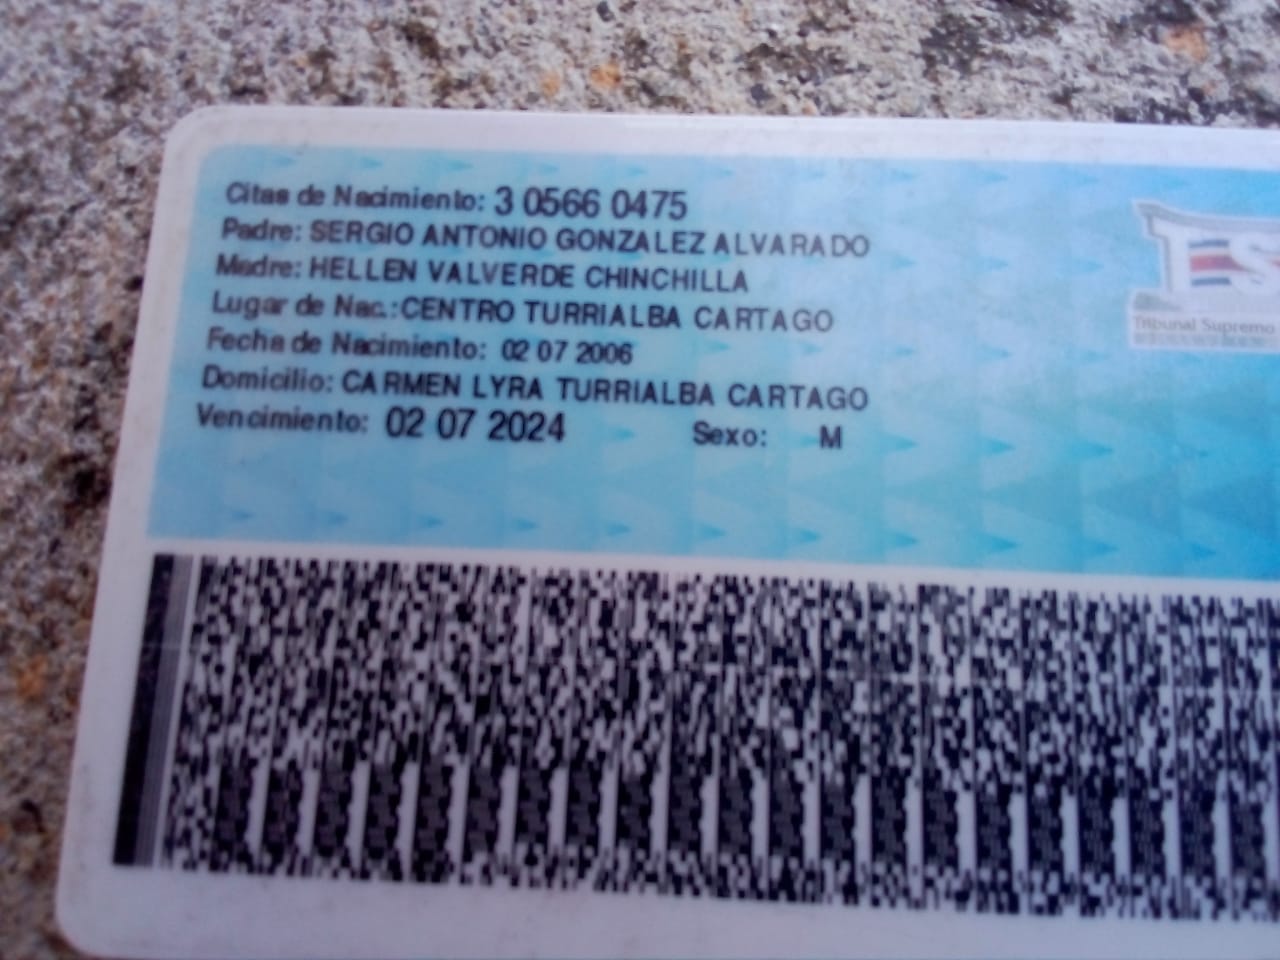 Citas de Nacimiento: 3 0566 0475
Padre: SERGIO ANTONIO GONZALEZ ALVARADO
Madre: HELLEN VALVERDE CHINCHILLA
Lugar de Nac.:CENTRO TURRIALBA CARTAGO
Fecha de Nacimiento: 02 07 2006
Domicilio: CARMEN LYRA TURRIALBA CARTAGO
Vencimiento: 02 07 2024 Sexo: M
Tribunal Supremo